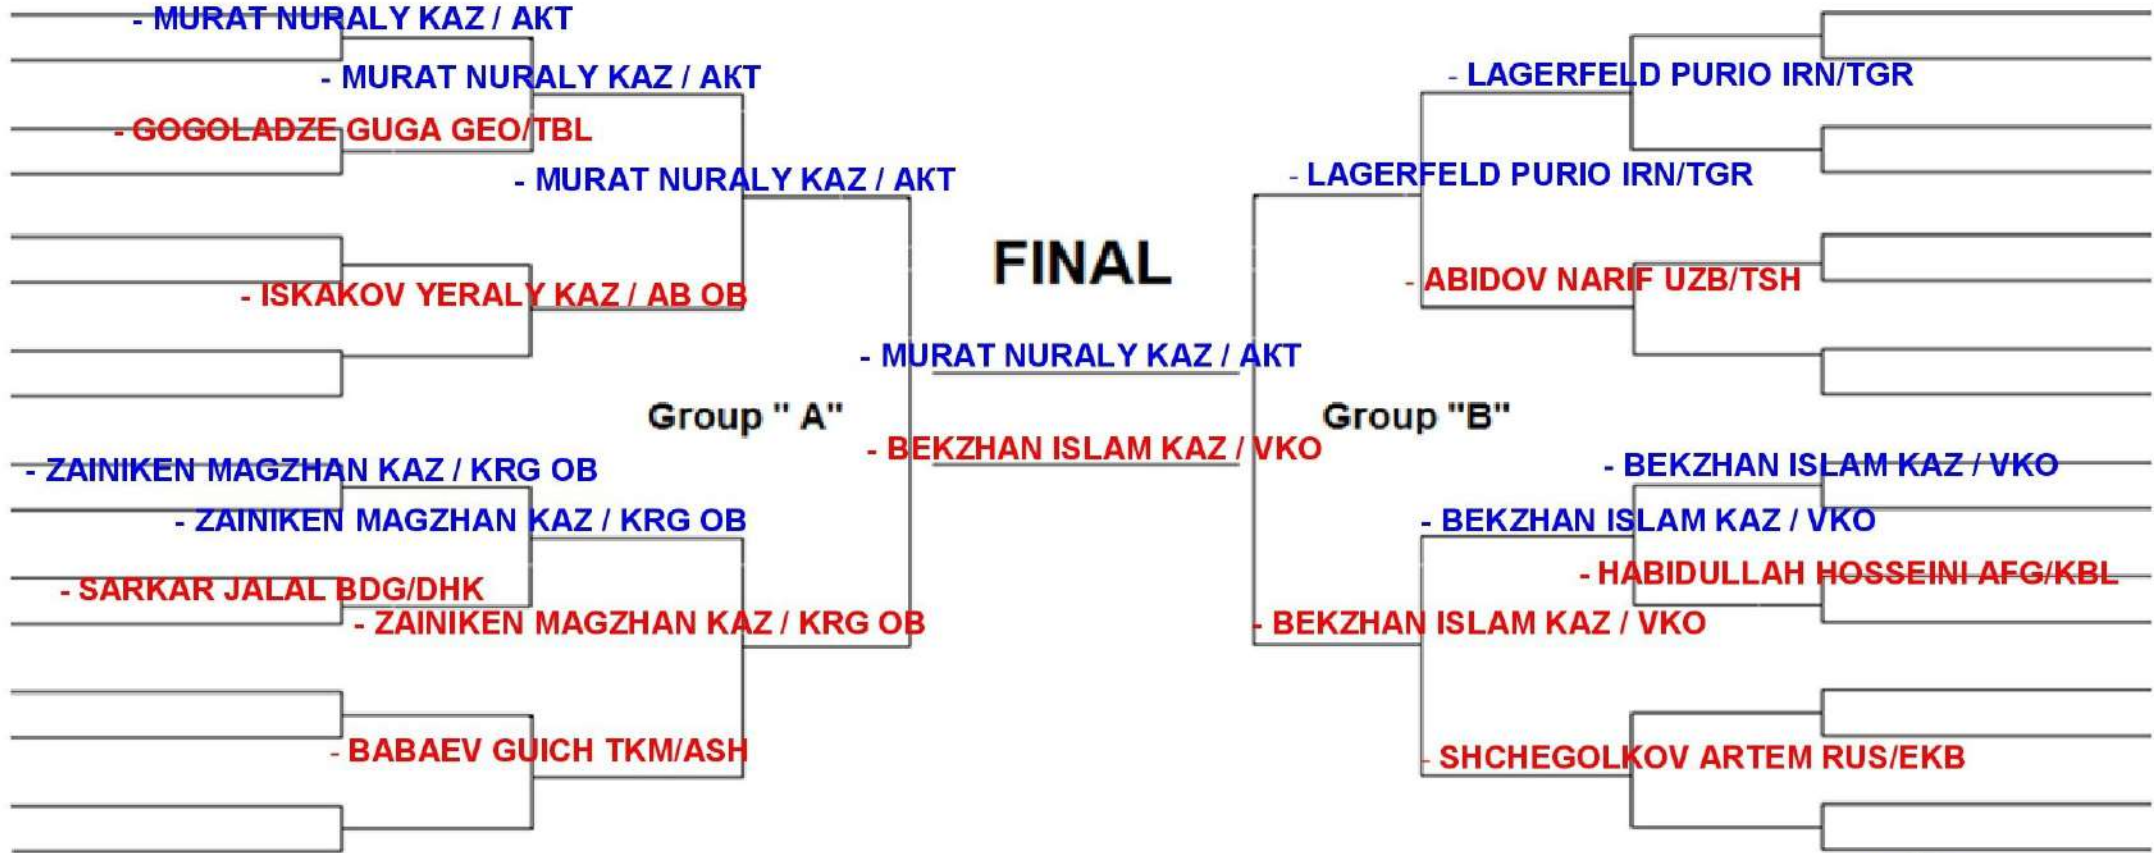 - MURAT NURALY KAZ / AKT
- MURAT NURALY KAZ / AKT
- GOGOLADZE GUGA GEO/TBL
- MURAT NURALY KAZ / AKT
- ISKAKOV YERALY KAZ / AB OB
- ZAINIKEN MAGZHAN KAZ / KRG OB
- ZAINIKEN MAGZHAN KAZ / KRG OB
- SARKAR JALAL BDG/DHK
- ZAINIKEN MAGZHAN KAZ / KRG OB
- BABAEV GUICH TKM/ASH
Group " A"
FINAL
- MURAT NURALY KAZ / AKT
- BEKZHAN ISLAM KAZ / VKO
Group "B"
- LAGERFELD PURIO IRN/TGR
- LAGERFELD PURIO IRN/TGR
- ABIDOV NARIF UZB/TSH
- BEKZHAN ISLAM KAZ / VKO
- BEKZHAN ISLAM KAZ / VKO
- HABIDULLAH HOSSEINI AFG/KBL
- BEKZHAN ISLAM KAZ / VKO
- SHCHEGOLKOV ARTEM RUS/EKB